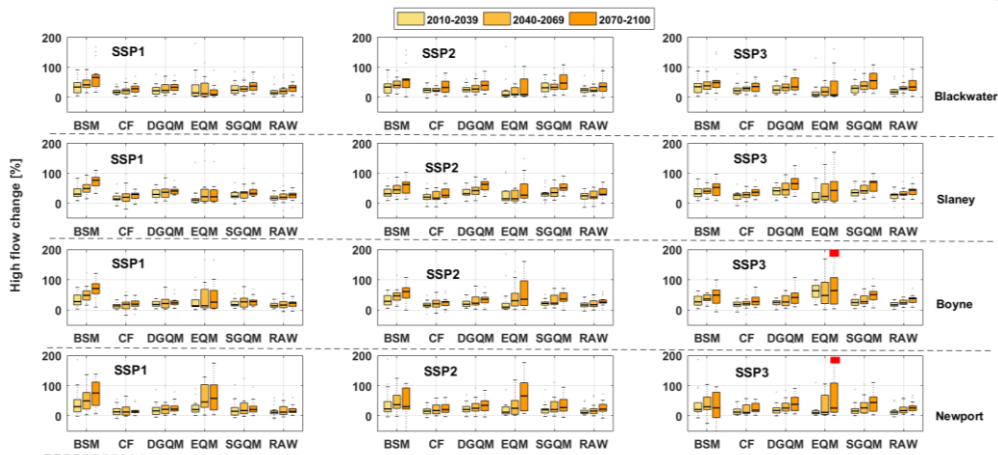 2010-2039 2040-2069 2070-2100
High flow change [%]
200
100
0
SSP1
BSM CF DGQM EQM SGQM RAW
200
100
0
SSP2
BSM CF DGQM EQM SGQM RAW
200
100
0
SSP3
BSM CF DGQM EQM SGQM RAW
Blackwater
200
100
0
SSP1
BSM CF DGQM EQM SGQM RAW
200
100
0
SSP2
BSM CF DGQM EQM SGQM RAW
200
100
0
SSP3
BSM CF DGQM EQM SGQM RAW
Slaney
200
100
0
SSP1
BSM CF DGQM EQM SGQM RAW
200
100
0
SSP2
BSM CF DGQM EQM SGQM RAW
200
100
0
SSP3
BSM CF DGQM EQM SGQM RAW
Boyne
200
100
0
SSP1
BSM CF DGQM EQM SGQM RAW
200
100
0
SSP2
BSM CF DGQM EQM SGQM RAW
200
100
0
SSP3
BSM CF DGQM EQM SGQM RAW
Newport